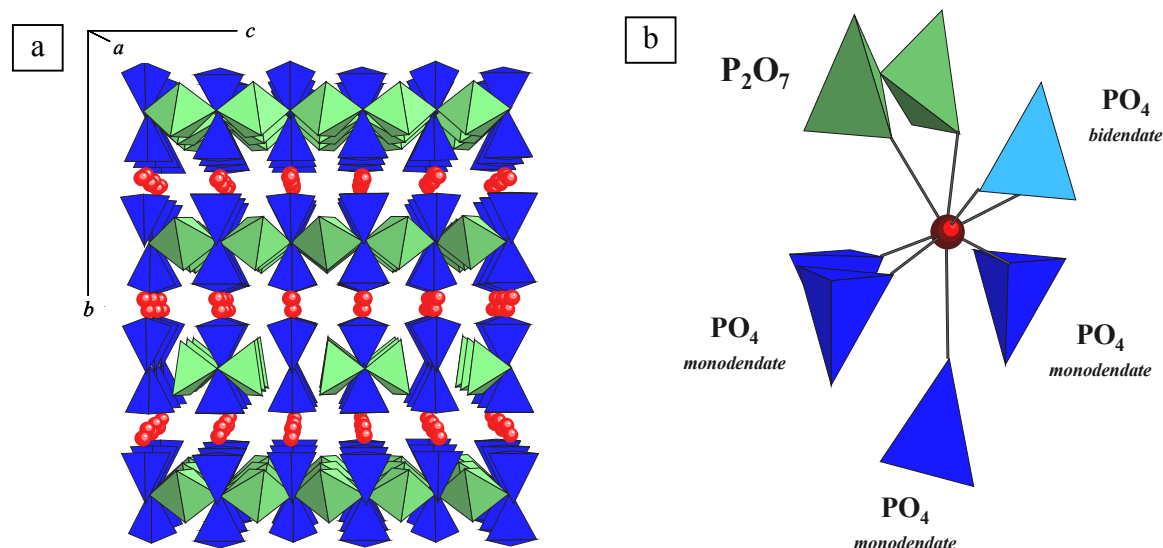 a
c
a
b
b
P2O7
PO4
bidendate
PO4
monodendate
PO4
monodendate
PO4
monodendate